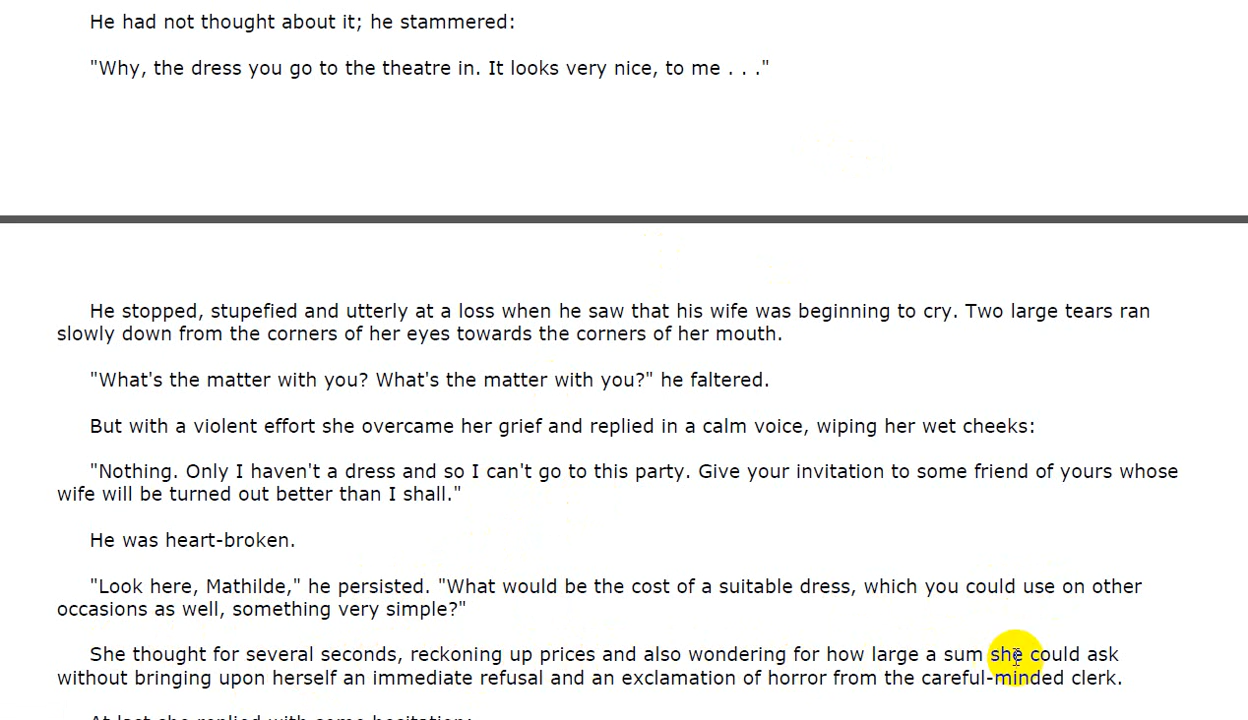 He had not thought about it; he stammered:
"Why, the dress you go to the theatre in. It looks very nice, to me . . ."
He stopped, stupefied and utterly at a loss when he saw that his wife was beginning to cry. Two large tears ran
slowly down from the corners of her eyes towards the corners of her mouth.
"What's the matter with you? What's the matter with you?" he faltered.
But with a violent effort she overcame her grief and replied in a calm voice, wiping her wet cheeks:
"Nothing. Only I haven't a dress and so I can't go to this party. Give your invitation to some friend of yours whose
wife will be turned out better than I shall."
He was heart-broken.
"Look here, Mathilde," he persisted. "What would be the cost of a suitable dress, which you could use on other
occasions as well, something very simple?"
She thought for several seconds, reckoning up prices and also wondering for how large a sum she could ask
without bringing upon herself an immediate refusal and an exclamation of horror from the careful-minded clerk.
At last she replied with some hesitation: